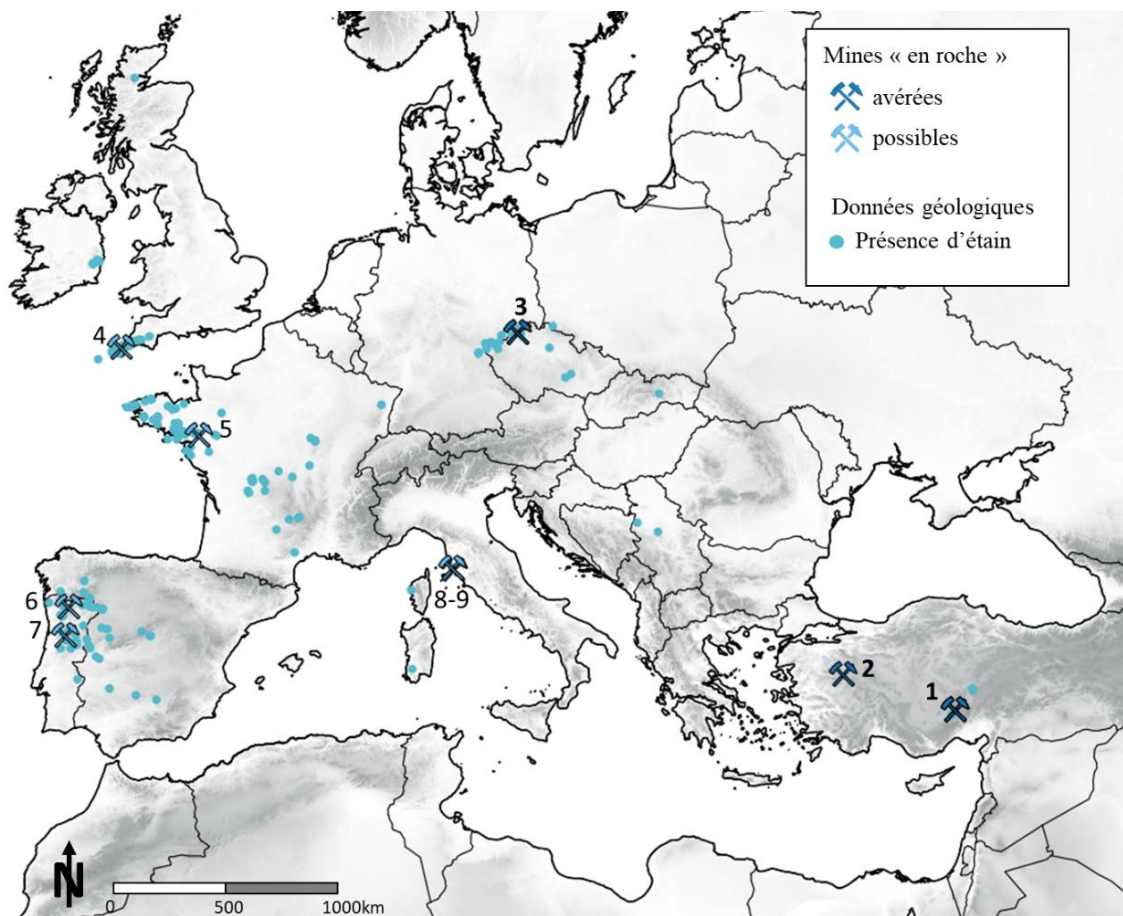 Mines « en roche »
avérées
possibles
Données géologiques
Présence d'étain
3
4
5
6
7
8-9
2
1
N
0 500 1000km